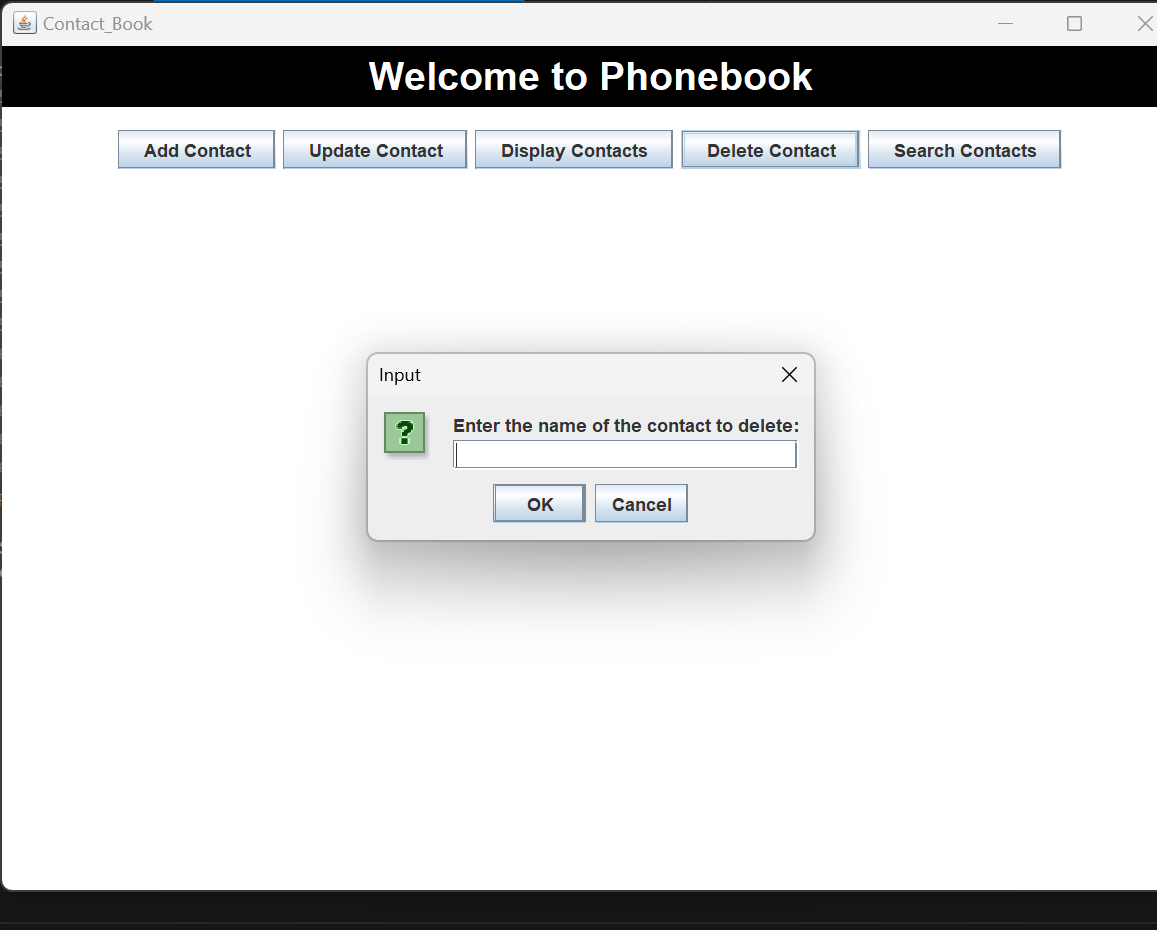 Contact_Book
Welcome to Phonebook
Add Contact Update Contact Display Contacts Delete Contact Search Contacts
Input
?
Enter the name of the contact to delete:
OK Cancel